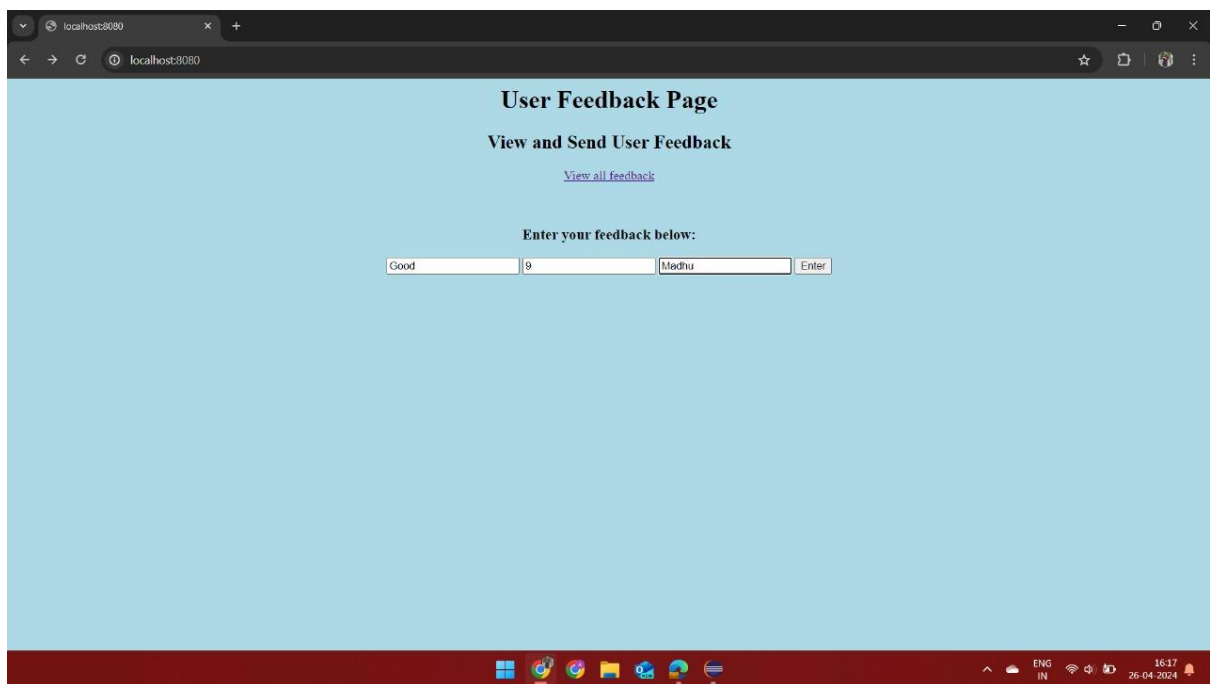 localhost:8080
localhost:8080
User Feedback Page
View and Send User Feedback
View all feedback
Enter your feedback below:
Good 9 Madhu Enter
ENG 16:17
IN 26-04-2024